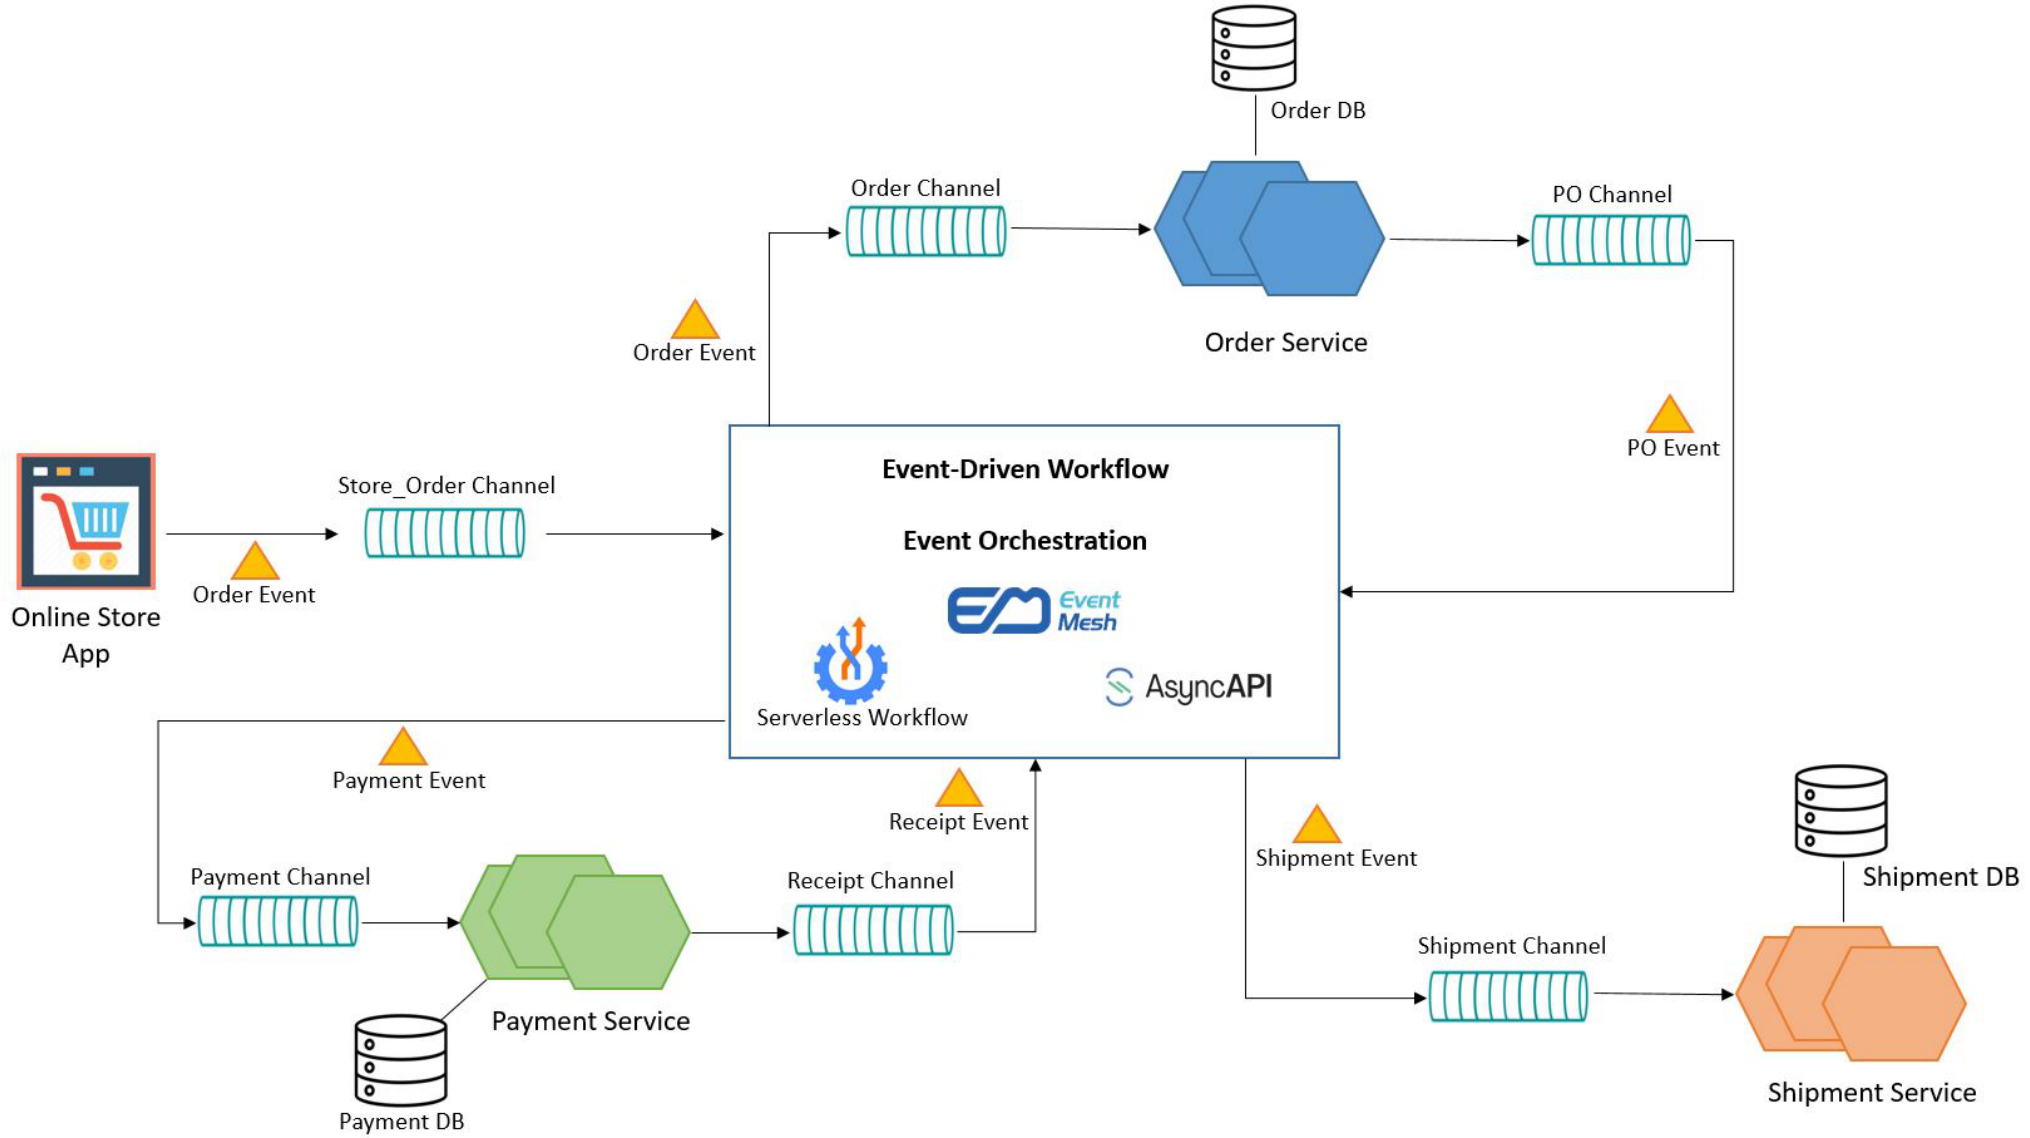 Order DB
Order Channel
PO Channel
Order Service
Order Event
PO Event
Event-Driven Workflow
Event Orchestration
Store_Order Channel
Order Event
Online Store
App
Event
Mesh
AsyncAPI
Serverless Workflow
Payment Event
Receipt Event
Shipment Event
Payment Channel
Receipt Channel
Shipment DB
Shipment Channel
Payment Service
Payment DB
Shipment Service